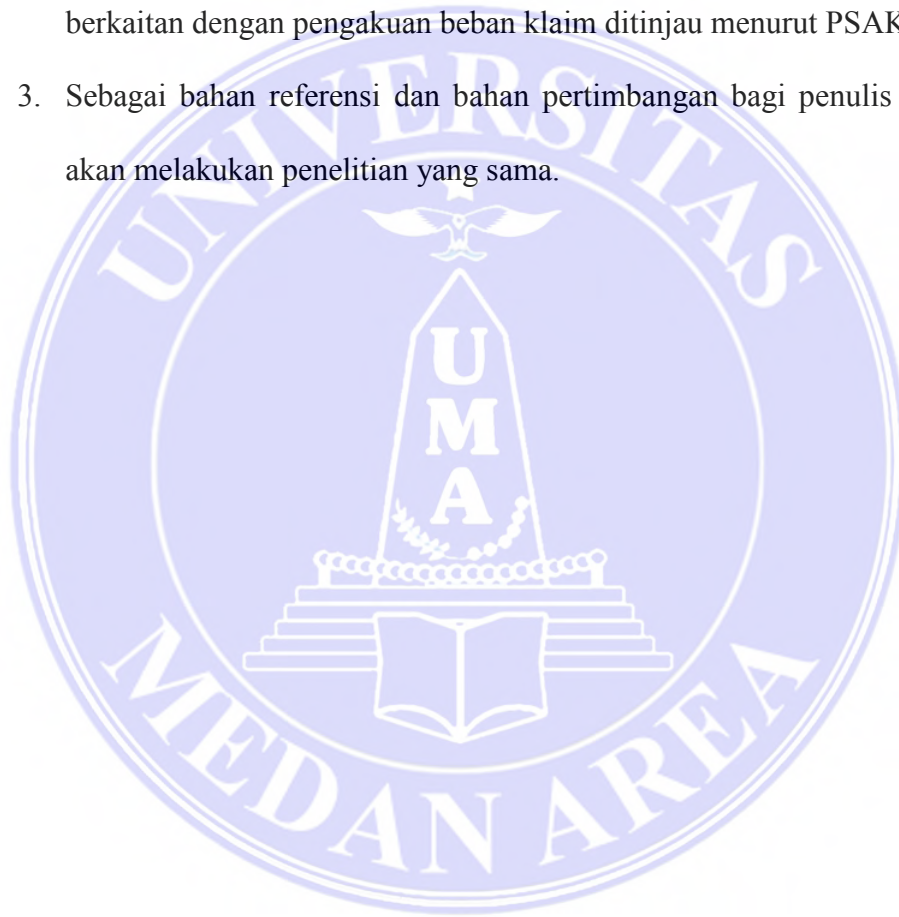 berkaitan dengan pengakuan beban klaim ditinjau menurut PSAK
3. Sebagai bahan referensi dan bahan pertimbangan bagi penulis
akan melakukan penelitian yang sama.
UNIVERSITAS
U
M
A
MEDAN AREA